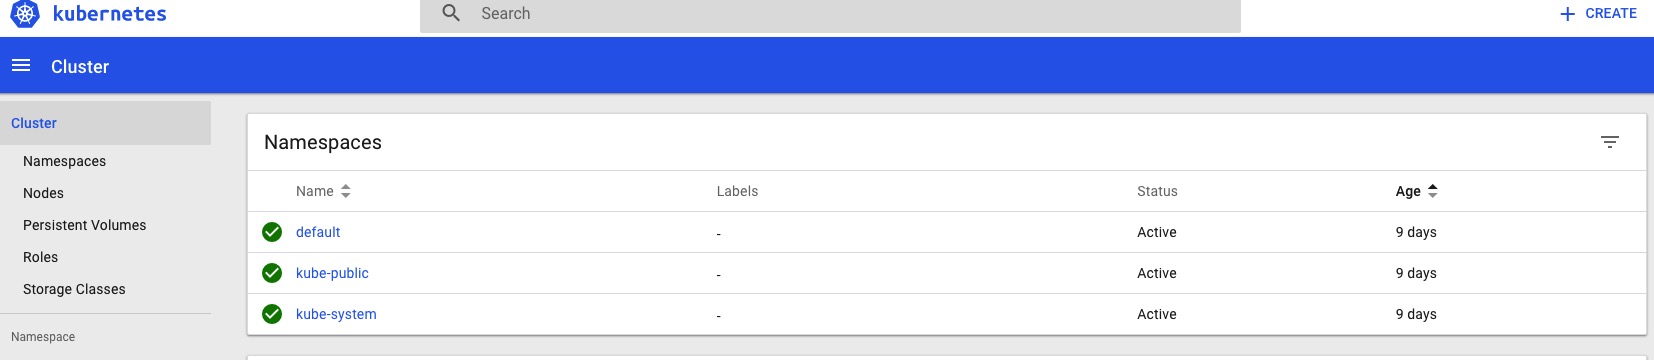 kubernetes
Search
CREATE
Cluster
Cluster
Namespaces
Nodes
Persistent Volumes
Roles
Storage Classes
Namespace
Namespaces
Name Labels Status Age
default - Active 9 days
kube-public - Active 9 days
kube-system - Active 9 days